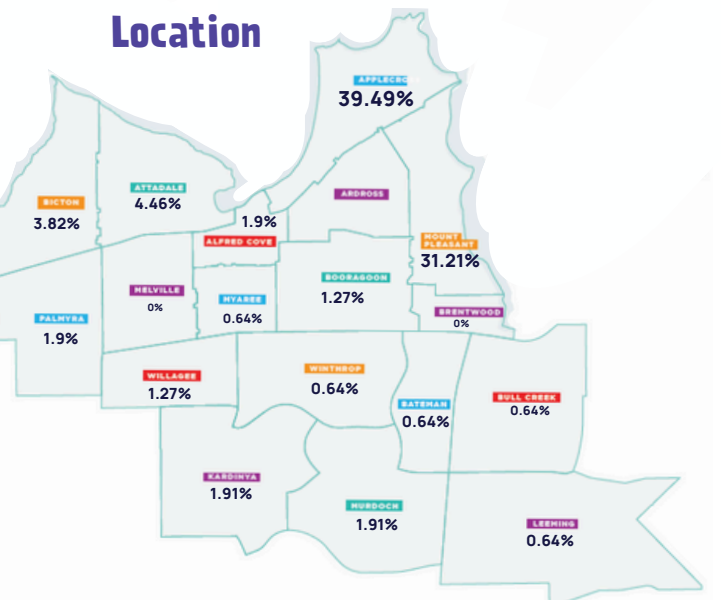 Location
APPLECROSS
39.49%
ATTADALE
4.46%
BICTON
3.82%
ARDROSS
1.9%
ALFRED COVE
MOUNT
PLEASANT
31.21%
BOORAGOON
1.27%
MELVILLE
0%
MYAREE
0.64%
BRENTWOOD
0%
PALMYRA
1.9%
WILLAGEE
1.27%
WINTHROP
0.64%
BATEMAN
0.64%
BULL CREEK
0.64%
KARDINYA
1.91%
MURDOCH
1.91%
LEEMING
0.64%